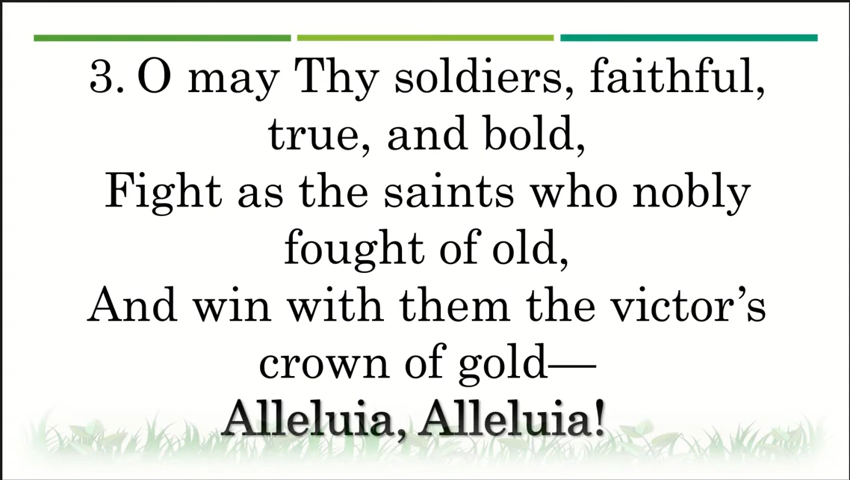 3. O may Thy soldiers, faithful,
true, and bold,
Fight as the saints who nobly
fought of old,
And win with them the victor’s
crown of gold—
Alleluia, Alleluia!